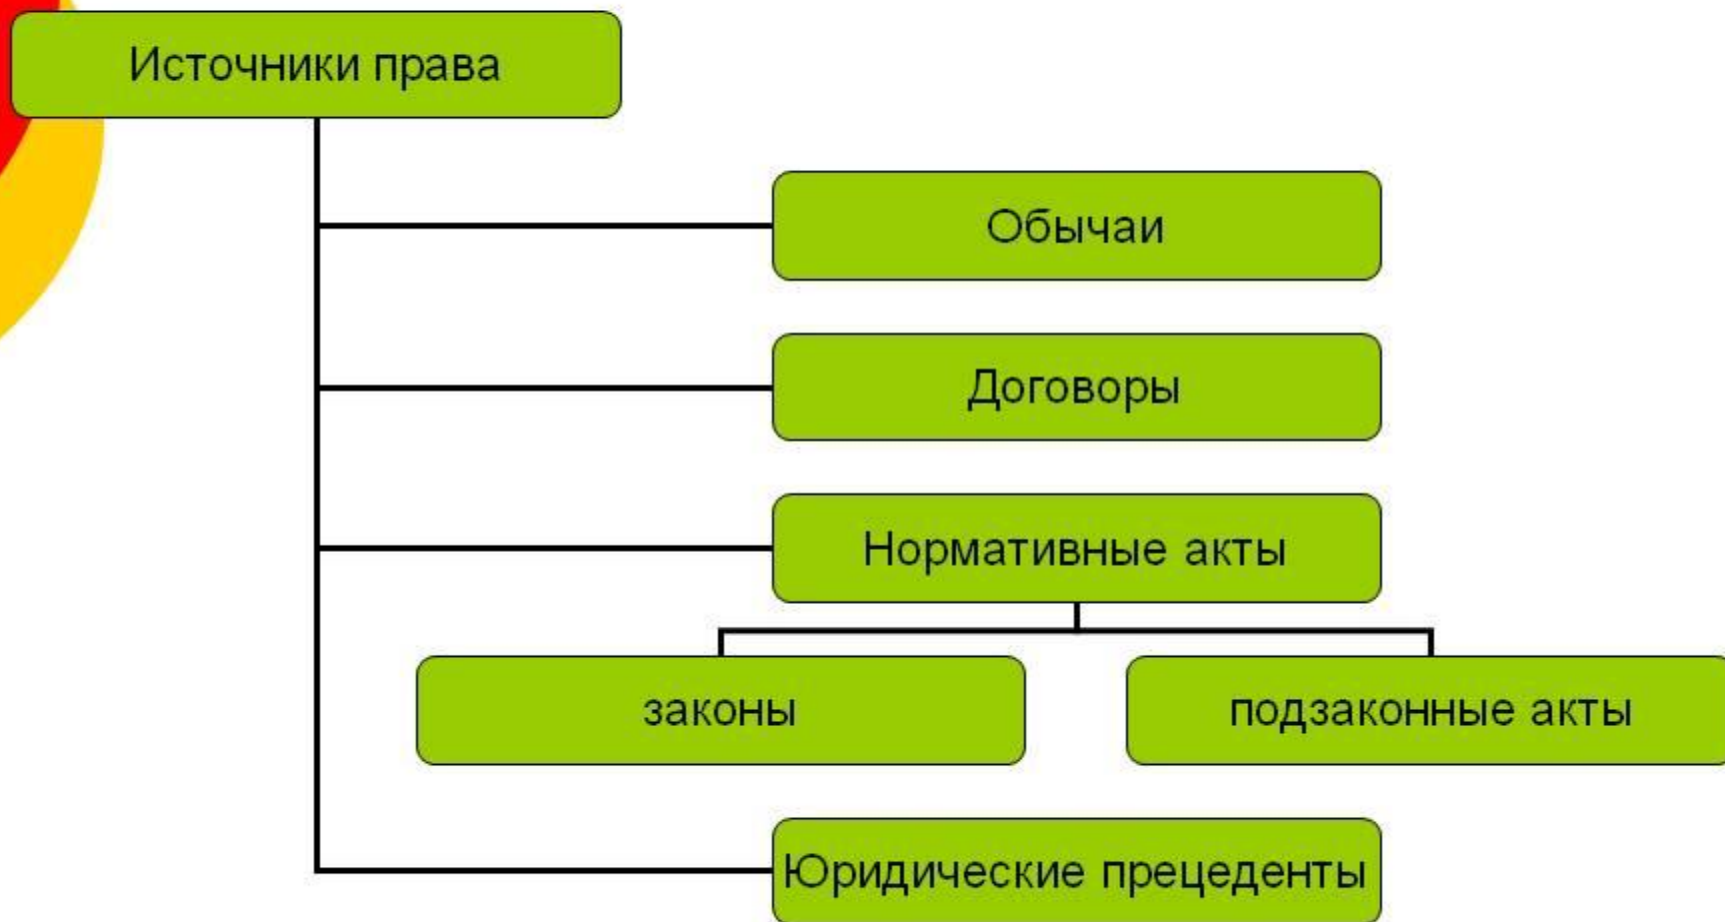 Источники права
Обычаи
Договоры
Нормативные акты
законы
подзаконные акты
Юридические прецеденты